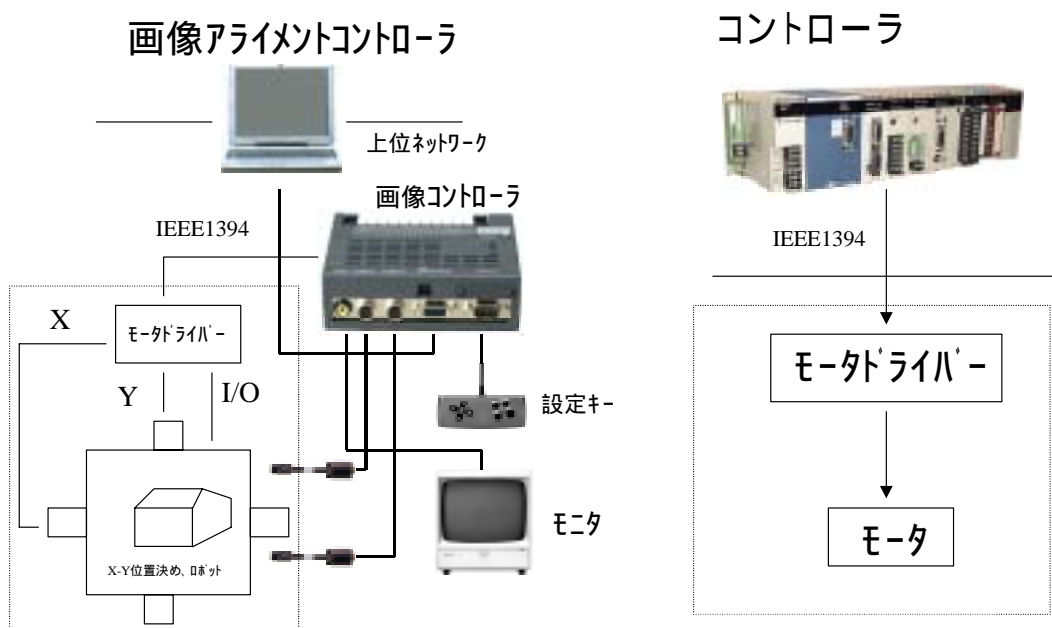 画像ｱﾗｲﾒﾝﾄｺﾝﾄﾛｰﾗ
コントローラ
上位ﾈｯﾄﾜｰｸ
画像ｺﾝﾄﾛｰﾗ
IEEE1394
IEEE1394
X
ﾓｰﾀﾄﾞﾗｲﾊﾞｰ
Y
I/O
設定ｷｰ
ﾓﾆﾀ
X-Y位置決め、ﾛﾎﾞｯﾄ
ﾓｰﾀﾄﾞﾗｲﾊﾞｰ
ﾓｰﾀ